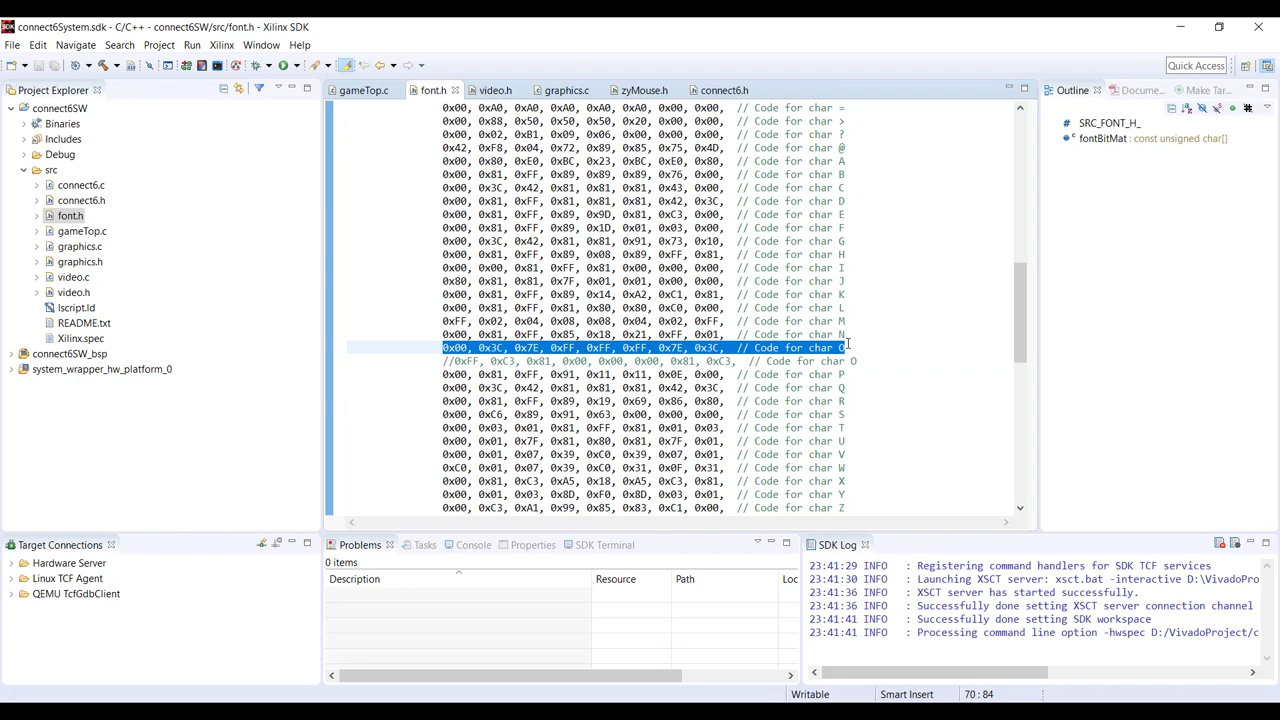 connect6System.sdk - C/C++ - connect6SW/src/font.h - Xilinx SDK
File Edit Navigate Search Project Run Xilinx Window Help
Quick Access
Project Explorer
connect6SW
Binaries
Includes
Debug
src
connect6.c
connect6.h
font.h
gameTop.c
graphics.c
graphics.h
video.c
video.h
lscript.ld
README.txt
Xilinx.spec
connect6SW_bsp
system_wrapper_hw_platform_0
gameTop.c font.h video.h graphics.c zyMouse.h connect6.h
0x00, 0xA0, 0xA0, 0xA0, 0xA0, 0xA0, 0x00, 0x00, // Code for char =
0x00, 0x88, 0x50, 0x50, 0x50, 0x20, 0x00, 0x00, // Code for char >
0x00, 0x02, 0xB1, 0x09, 0x06, 0x00, 0x00, 0x00, // Code for char ?
0x42, 0xF8, 0x04, 0x72, 0x89, 0x85, 0x75, 0x4D, // Code for char @
0x00, 0x80, 0xE0, 0xBC, 0x23, 0xBC, 0xE0, 0x80, // Code for char A
0x00, 0x81, 0xFF, 0x89, 0x89, 0x89, 0x76, 0x00, // Code for char B
0x00, 0x3C, 0x42, 0x81, 0x81, 0x81, 0x43, 0x00, // Code for char C
0x00, 0x81, 0xFF, 0x81, 0x81, 0x81, 0x42, 0x3C, // Code for char D
0x00, 0x81, 0xFF, 0x89, 0x9D, 0x81, 0xC3, 0x00, // Code for char E
0x00, 0x81, 0xFF, 0x89, 0x1D, 0x01, 0x03, 0x00, // Code for char F
0x00, 0x3C, 0x42, 0x81, 0x81, 0x91, 0x73, 0x10, // Code for char G
0x00, 0x81, 0xFF, 0x89, 0x08, 0x89, 0xFF, 0x81, // Code for char H
0x00, 0x00, 0x81, 0xFF, 0x81, 0x00, 0x00, 0x00, // Code for char I
0x80, 0x81, 0x81, 0x7F, 0x01, 0x01, 0x00, 0x00, // Code for char J
0x00, 0x81, 0xFF, 0x89, 0x14, 0xA2, 0xC1, 0x81, // Code for char K
0x00, 0x81, 0xFF, 0x81, 0x80, 0x80, 0xC0, 0x00, // Code for char L
0xFF, 0x02, 0x04, 0x08, 0x08, 0x04, 0x02, 0xFF, // Code for char M
0x00, 0x81, 0xFF, 0x85, 0x18, 0x21, 0xFF, 0x01, // Code for char N
0x00, 0x3C, 0x7E, 0xFF, 0xFF, 0xFF, 0x7E, 0x3C, // Code for char O
//0xFF, 0xC3, 0x81, 0x00, 0x00, 0x00, 0x81, 0xC3, // Code for char O
0x00, 0x81, 0xFF, 0x91, 0x11, 0x11, 0x0E, 0x00, // Code for char P
0x00, 0x3C, 0x42, 0x81, 0x81, 0x81, 0x42, 0x3C, // Code for char Q
0x00, 0x81, 0xFF, 0x89, 0x19, 0x69, 0x86, 0x80, // Code for char R
0x00, 0xC6, 0x89, 0x91, 0x63, 0x00, 0x00, 0x00, // Code for char S
0x00, 0x03, 0x01, 0x81, 0xFF, 0x81, 0x01, 0x03, // Code for char T
0x00, 0x01, 0x7F, 0x81, 0x80, 0x81, 0x7F, 0x01, // Code for char U
0x00, 0x01, 0x07, 0x39, 0xC0, 0x39, 0x07, 0x01, // Code for char V
0xC0, 0x01, 0x07, 0x39, 0xC0, 0x31, 0x0F, 0x31, // Code for char W
0x00, 0x81, 0xC3, 0xA5, 0x18, 0xA5, 0xC3, 0x81, // Code for char X
0x00, 0x01, 0x03, 0x8D, 0xF0, 0x8D, 0x03, 0x01, // Code for char Y
0x00, 0xC3, 0xA1, 0x99, 0x85, 0x83, 0xC1, 0x00, // Code for char Z
Outline Docume... Make Tar...
SRC_FONT_H_
fontBitMat : const unsigned char[]
Target Connections
Hardware Server
Linux TCF Agent
QEMU TcfGdbClient
Problems Tasks Console Properties SDK Terminal
0 items
Description Resource Path Loc
SDK Log
23:41:29 INFO : Registering command handlers for SDK TCF services
23:41:30 INFO : Launching XSCT server: xsct.bat -interactive D:\VivadoPro
23:41:36 INFO : XSCT server has started successfully.
23:41:36 INFO : Successfully done setting XSCT server connection channel
23:41:41 INFO : Successfully done setting SDK workspace
23:41:41 INFO : Processing command line option -hwspec D:/VivadoProject/c
Writable Smart Insert 70 : 84